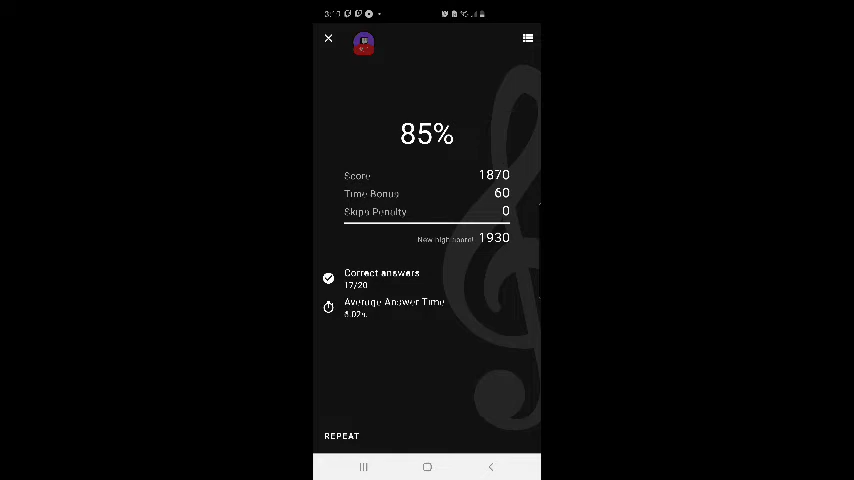 85%
Score 1870
Time Bonus 60
Skips Penalty 0
New high score! 1930
Correct answers
17/20
Average Answer Time
REPEAT